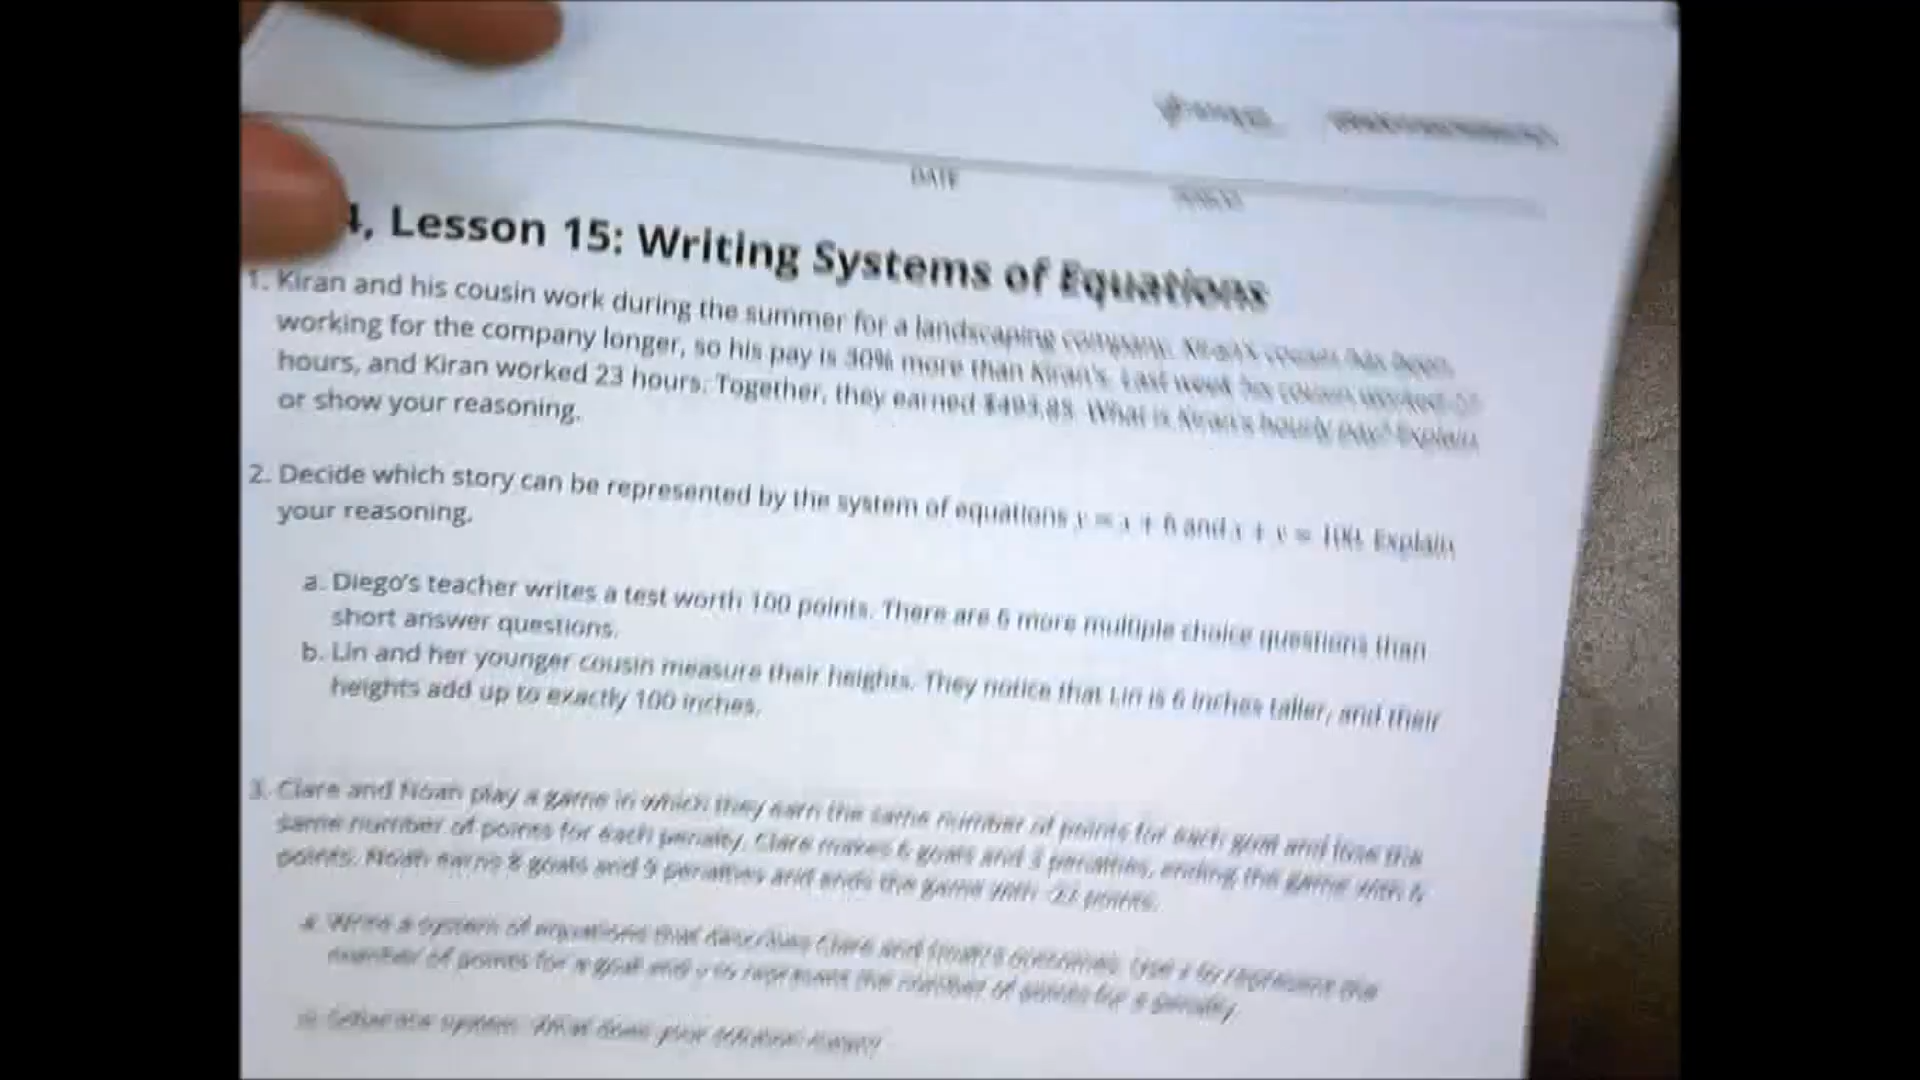 DATE
4, Lesson 15: Writing Systems of Equations
1. Kiran and his cousin work during the summer for a landscaping company.
working for the company longer, so his pay is 30% more than Kiran's. Last week his cousin worked
hours, and Kiran worked 23 hours. Together, they earned $493.85. What is Kiran's hourly pay? Explain
or show your reasoning.
2. Decide which story can be represented by the system of equations y = x + 6 and x + y = 100. Explain
your reasoning.
a. Diego's teacher writes a test worth 100 points. There are 6 more multiple choice questions than
short answer questions.
b. Lin and her younger cousin measure their heights. They notice that Lin is 6 inches taller, and their
heights add up to exactly 100 inches.
3. Clare and Noah play a game in which they earn the same number of points for each goal and lose the
same number of points for each penalty. Clare makes 6 goals and 3 penalties, ending the game with 6
points. Noah earns 8 goals and 9 penalties and ends the game with -22 points.
a. Write a system of equations that describes Clare and Noah's outcomes. Use x to represent the
number of points for a goal and y to represent the number of points for a penalty.
system. What does your